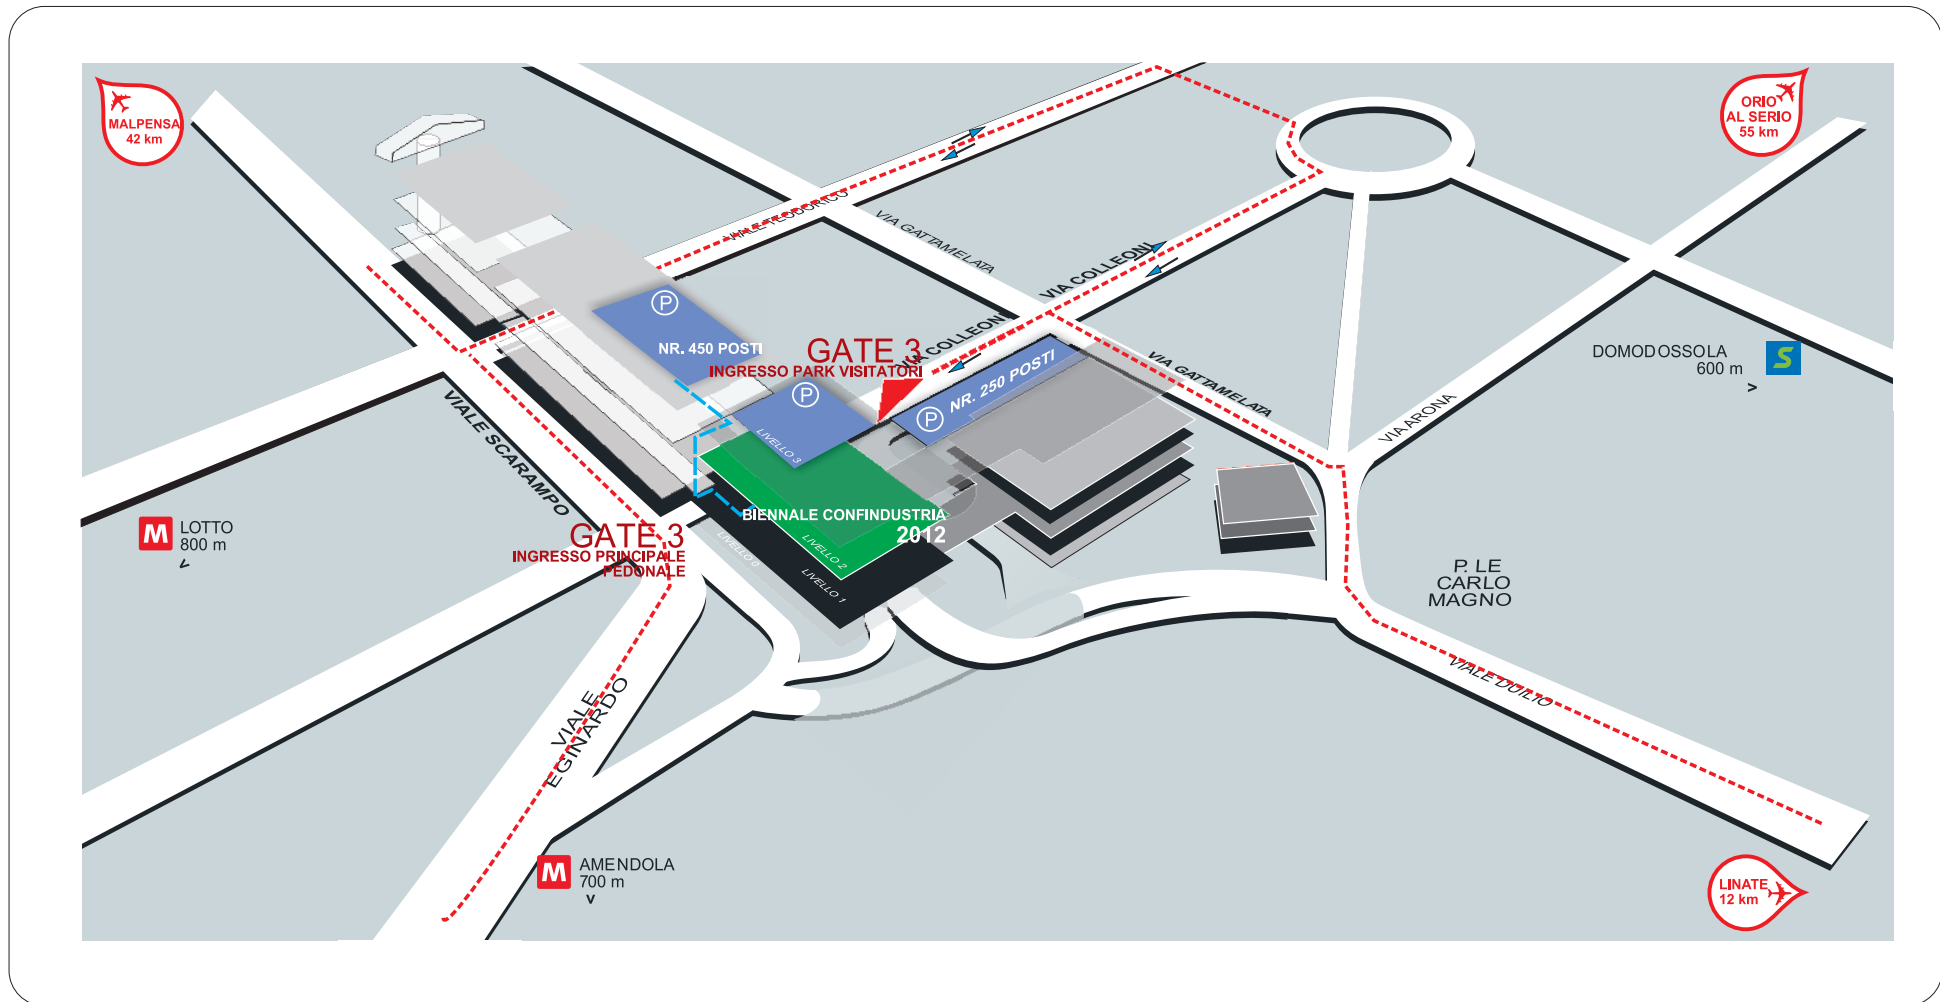 MALPENSA
42 km
ORIO
AL SERIO
55 km
VIALE TEODORICO
VIA GATTAMELATA
VIA COLLEONI
VIA COLLEONI
P
NR. 450 POSTI
GATE 3
INGRESSO PARK VISITATORI
P
NR. 250 POSTI
P
VIA GATTAMELATA
DOMODOSSOLA
600 m
>
S
VIA ARONA
VIALE SCARAMPO
LIVELLO 3
M
LOTTO
800 m
>
GATE 3
INGRESSO PRINCIPALE
PEDONALE
BIENNALE CONFINDUSTRIA
2012
LIVELLO 0
LIVELLO 2
LIVELLO 1
P. LE
CARLO
MAGNO
VIALE DUILIO
VIALE
EGINARDO
M
AMENDOLA
700 m
>
LINATE
12 km